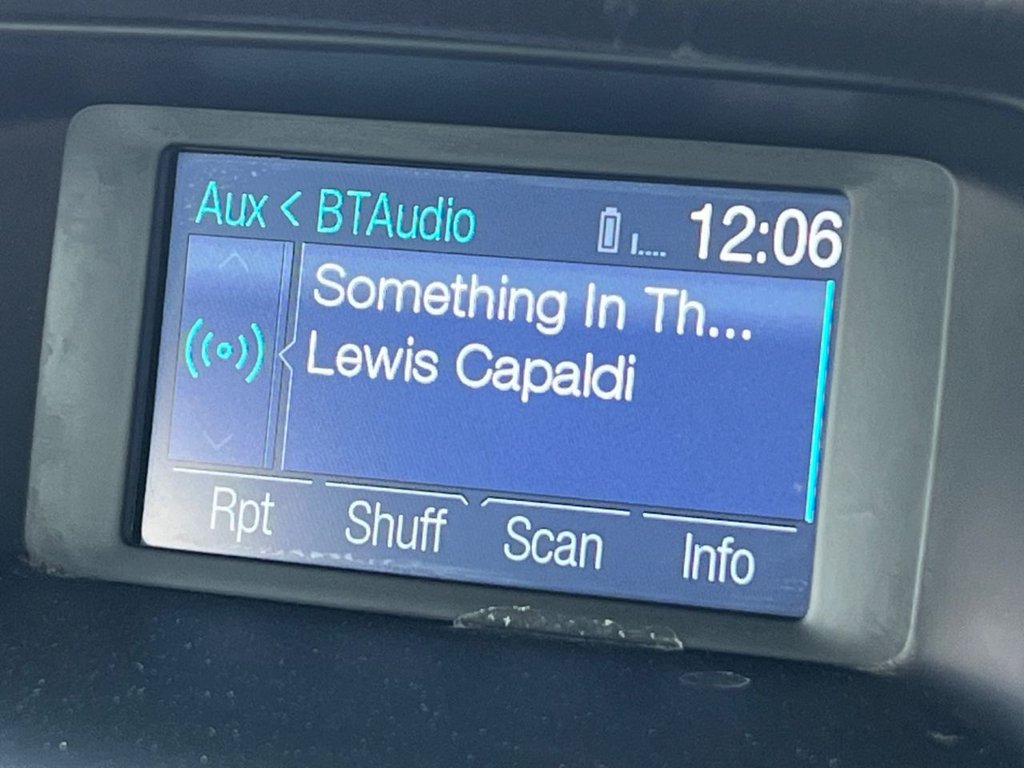 Aux < BTAudio 12:06
Something In Th...
Lewis Capaldi
Rpt Shuff Scan Info